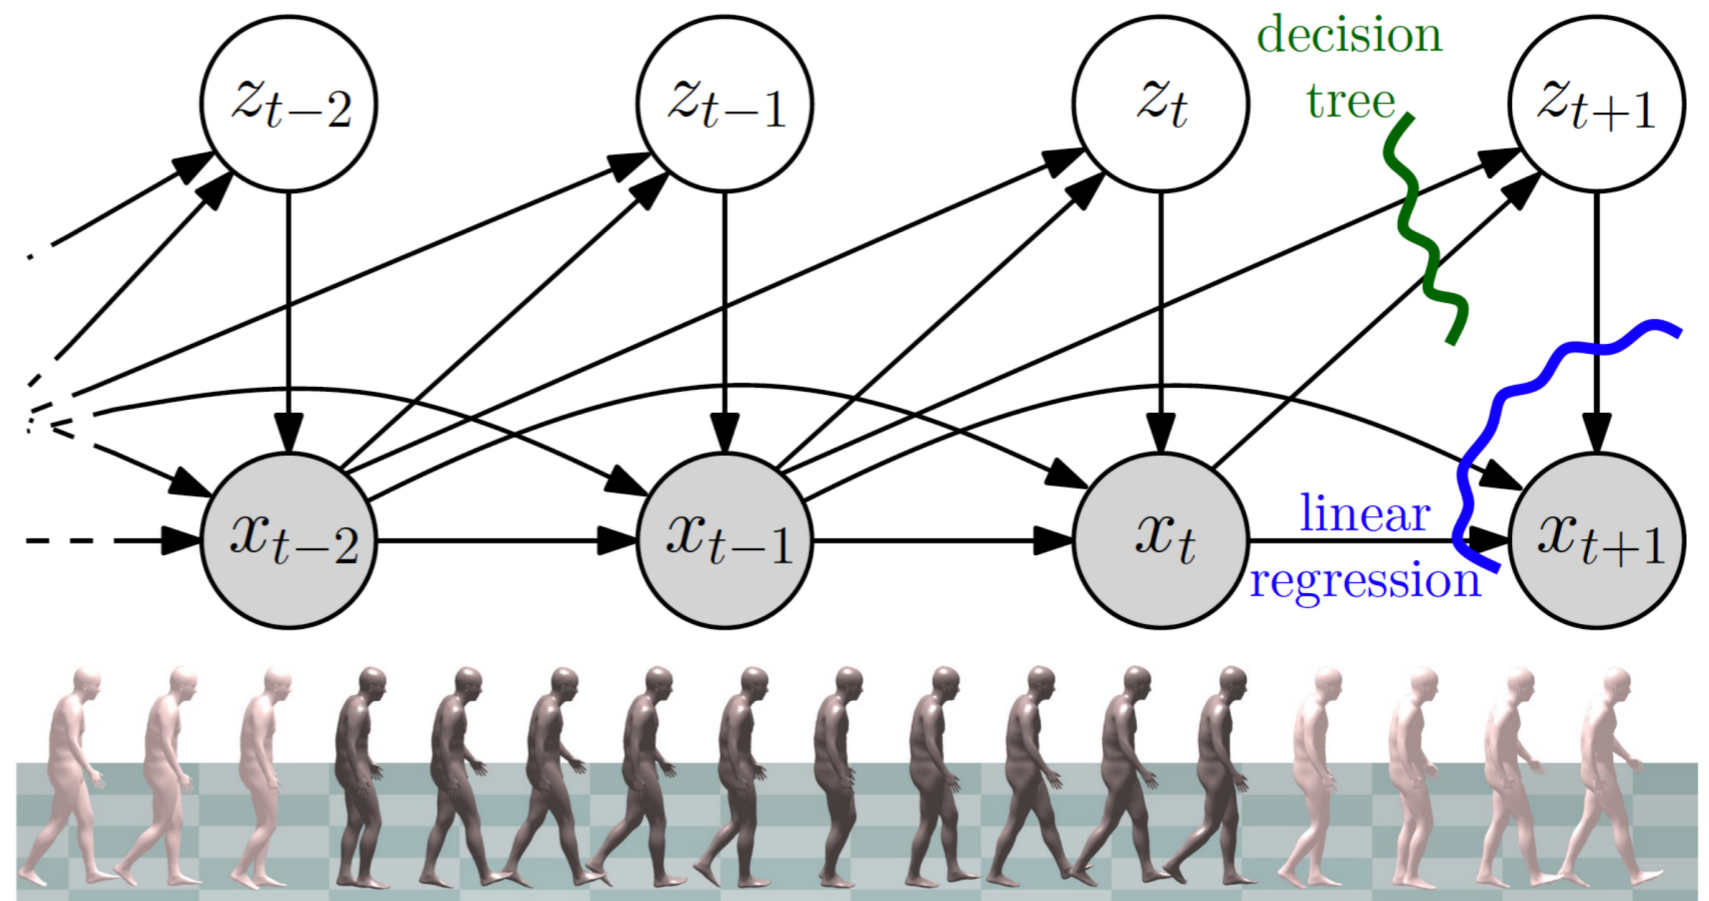 decision
tree
z_{t-2} z_{t-1} z_t z_{t+1}
linear
regression
x_{t-2} x_{t-1} x_t x_{t+1}